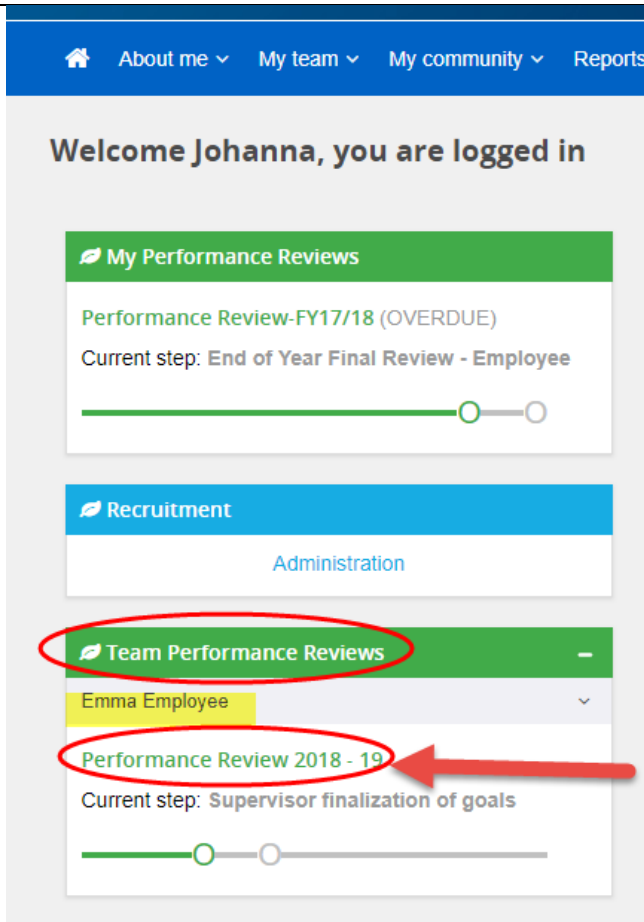 About me My team My community Reports
Welcome Johanna, you are logged in
My Performance Reviews
Performance Review-FY17/18 (OVERDUE)
Current step: End of Year Final Review - Employee
Recruitment
Administration
Team Performance Reviews
Emma Employee
Performance Review 2018 - 19
Current step: Supervisor finalization of goals